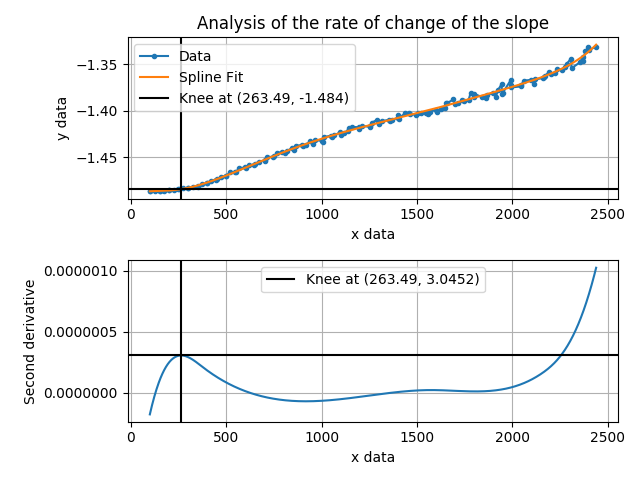 Analysis of the rate of change of the slope
Data
Spline Fit
Knee at (263.49, -1.484)
−1.35
−1.40
−1.45
y data
0
500
1000
1500
2000
2500
x data
Knee at (263.49, 3.0452)
0.0000010
0.0000005
0.0000000
Second derivative
0
500
1000
1500
2000
2500
x data